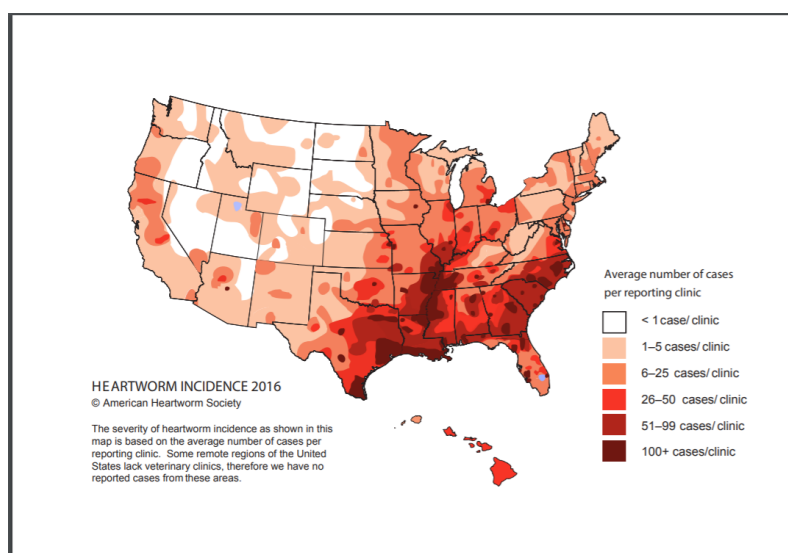 Average number of cases
per reporting clinic
< 1 case/ clinic
1–5 cases/ clinic
6–25 cases/ clinic
26–50 cases/ clinic
51–99 cases/ clinic
100+ cases/ clinic
HEARTWORM INCIDENCE 2016
© American Heartworm Society
The severity of heartworm incidence as shown in this
map is based on the average number of cases per
reporting clinic. Some remote regions of the United
States lack veterinary clinics, therefore we have no
reported cases from these areas.